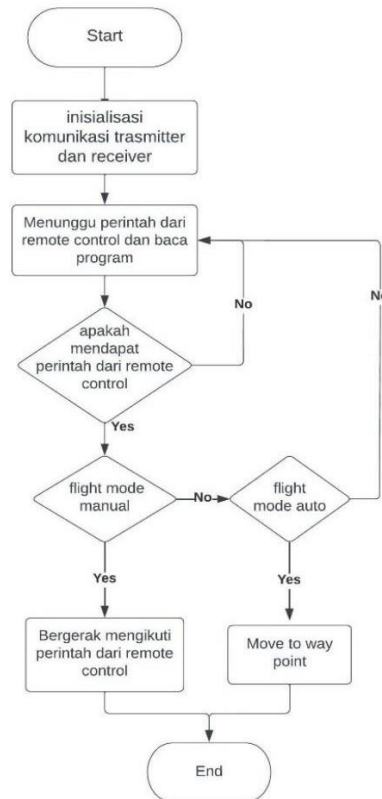 Start
inisialisasi
komunikasi trasmitter
dan receiver
Menunggu perintah dari
remote control dan baca
program
No
No
apakah
mendapat
perintah dari remote
control
Yes
flight mode
manual
No
flight
mode auto
Yes
Yes
Bergerak mengikuti
perintah dari remote
control
Move to way
point
End